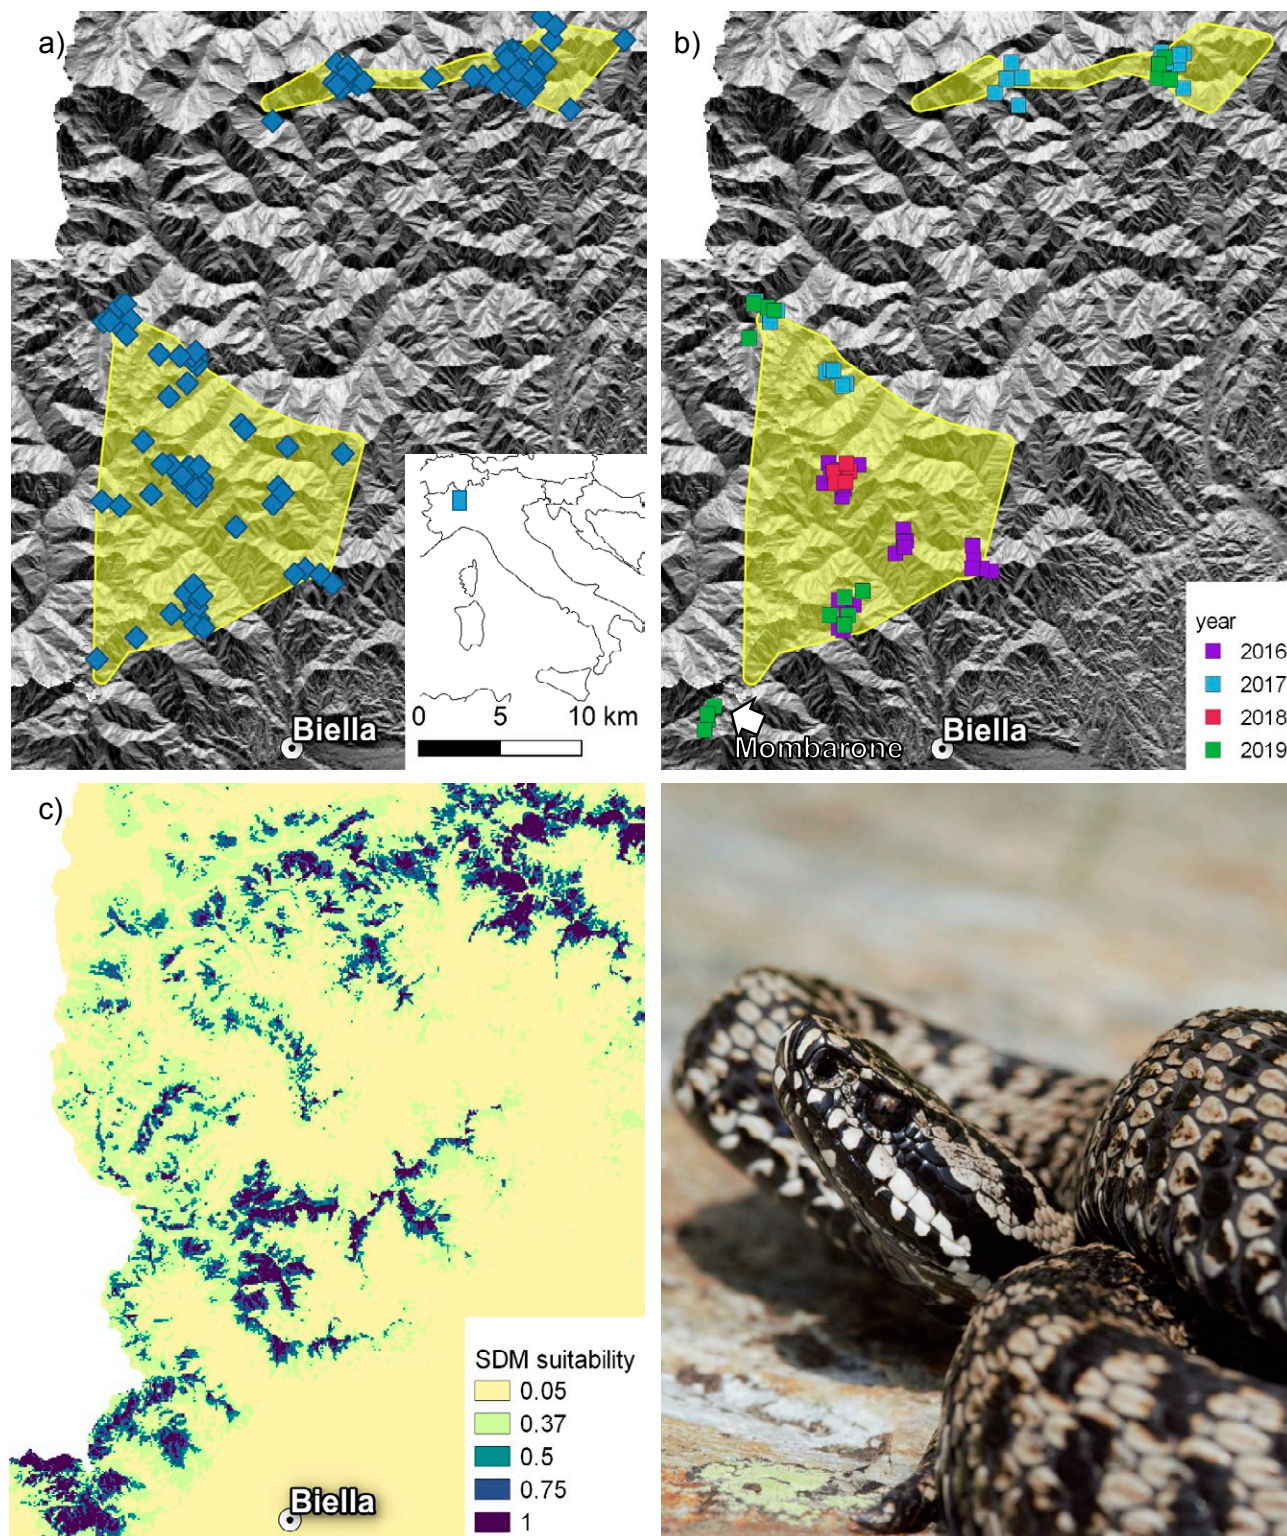 a)
Biella
0 5 10 km
b)
year
2016
2017
2018
2019
Mombarone
Biella
c)
SDM suitability
0.05
0.37
0.5
0.75
1
Biella